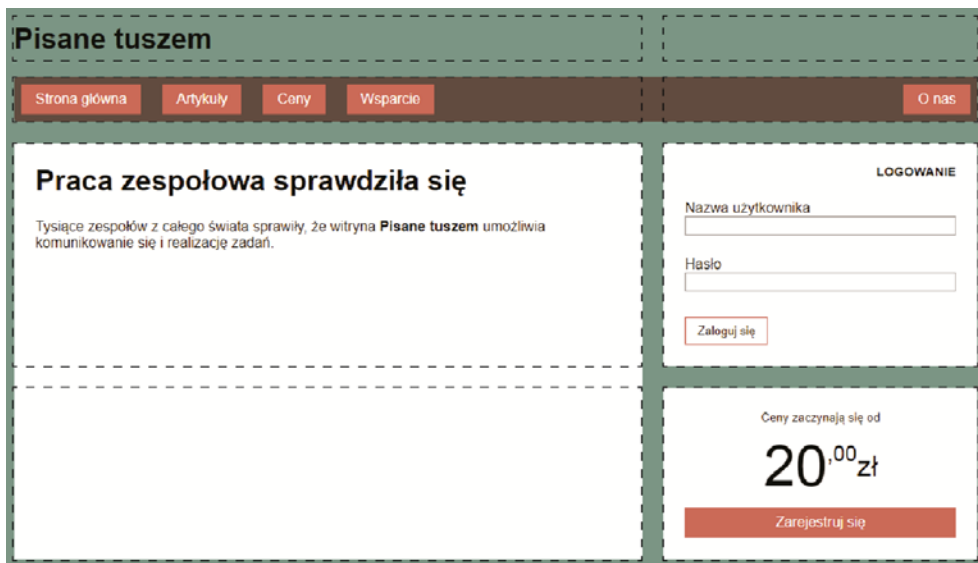 Pisane tuszem
Strona główna Artykuły Ceny Wsparcie O nas
Praca zespołowa sprawdziła się
Tysiące zespołów z całego świata sprawiły, że witryna Pisane tuszem umożliwia
komunikowanie się i realizację zadań.
LOGOWANIE
Nazwa użytkownika
Hasło
Zaloguj się
Ceny zaczynają się od
20,00zł
Zarejestruj się